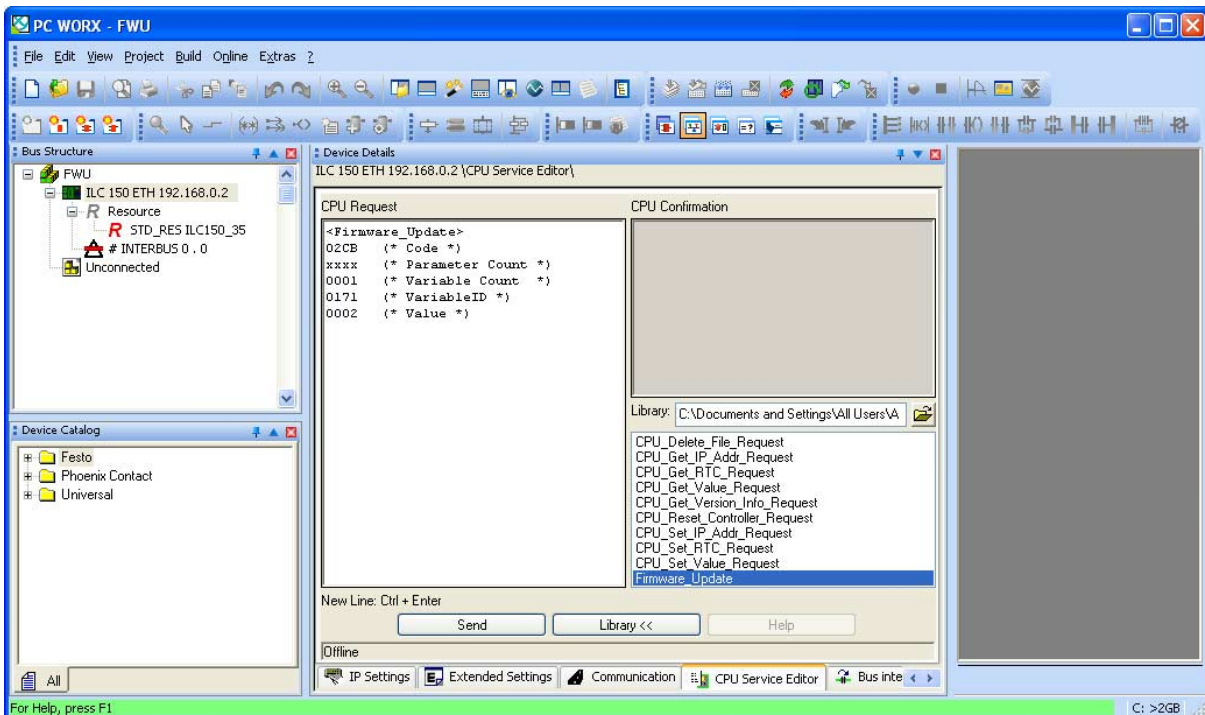 PC WORX - FWU
File Edit View Project Build Online Extras ?
Bus Structure
FWU
ILC 150 ETH 192.168.0.2
Resource
STD_RES ILC150_35
# INTERBUS 0 . 0
Unconnected
Device Catalog
Festo
Phoenix Contact
Universal
All
Device Details
ILC 150 ETH 192.168.0.2 \CPU Service Editor\
CPU Request
<Firmware_Update>
02CB (* Code *)
xxxx (* Parameter Count *)
0001 (* Variable Count *)
0171 (* VariableID *)
0002 (* Value *)
CPU Confirmation
Library: C:\Documents and Settings\All Users\A
CPU_Delete_File_Request
CPU_Get_IP_Addr_Request
CPU_Get_RTC_Request
CPU_Get_Value_Request
CPU_Get_Version_Info_Request
CPU_Reset_Controller_Request
CPU_Set_IP_Addr_Request
CPU_Set_RTC_Request
CPU_Set_Value_Request
Firmware_Update
New Line: Ctrl + Enter
Send Library << Help
Offline
IP Settings Extended Settings Communication CPU Service Editor Bus inte
For Help, press F1 C: >2GB